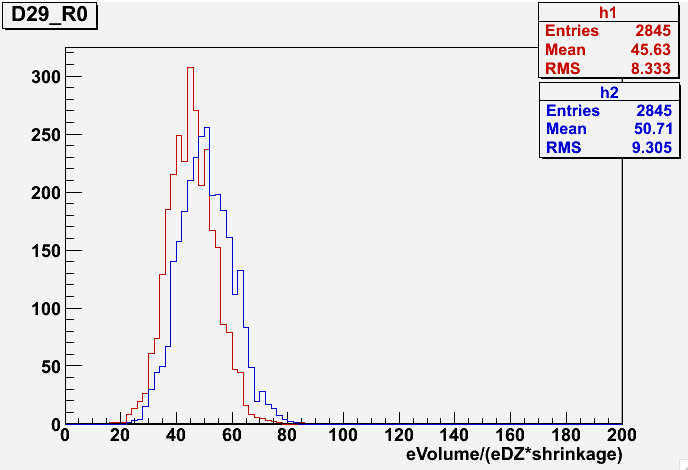 D29_R0
h1
Entries 2845
Mean 45.63
RMS 8.333
h2
Entries 2845
Mean 50.71
RMS 9.305
300
250
200
150
100
50
0
0 20 40 60 80 100 120 140 160 180 200
eVolume/(eDZ*shrinkage)